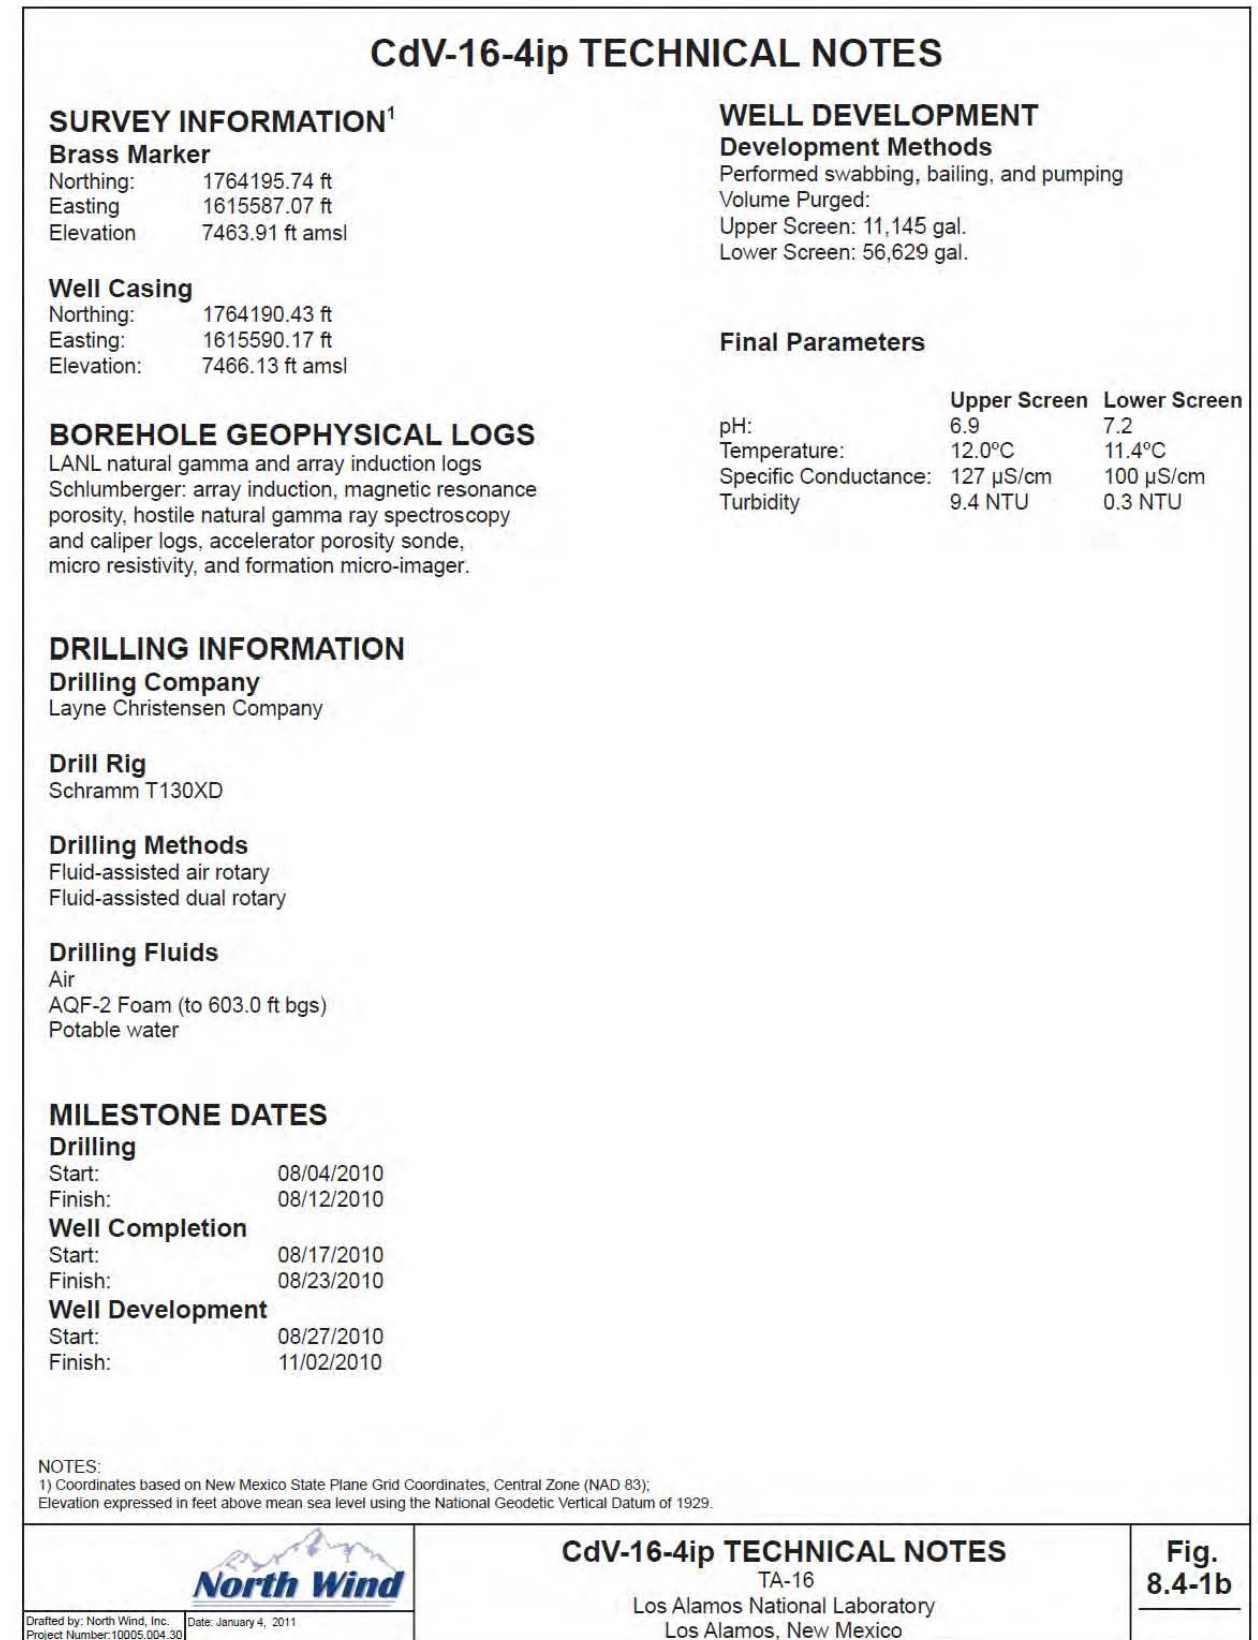 CdV-16-4ip TECHNICAL NOTES
SURVEY INFORMATION1
Brass Marker
Northing: 1764195.74 ft
Easting 1615587.07 ft
Elevation 7463.91 ft amsl
Well Casing
Northing: 1764190.43 ft
Easting: 1615590.17 ft
Elevation: 7466.13 ft amsl
BOREHOLE GEOPHYSICAL LOGS
LANL natural gamma and array induction logs
Schlumberger: array induction, magnetic resonance
porosity, hostile natural gamma ray spectroscopy
and caliper logs, accelerator porosity sonde,
micro resistivity, and formation micro-imager.
DRILLING INFORMATION
Drilling Company
Layne Christensen Company
Drill Rig
Schramm T130XD
Drilling Methods
Fluid-assisted air rotary
Fluid-assisted dual rotary
Drilling Fluids
Air
AQF-2 Foam (to 603.0 ft bgs)
Potable water
MILESTONE DATES
Drilling
Start: 08/04/2010
Finish: 08/12/2010
Well Completion
Start: 08/17/2010
Finish: 08/23/2010
Well Development
Start: 08/27/2010
Finish: 11/02/2010
WELL DEVELOPMENT
Development Methods
Performed swabbing, bailing, and pumping
Volume Purged:
Upper Screen: 11,145 gal.
Lower Screen: 56,629 gal.
Final Parameters
Upper Screen Lower Screen
pH: 6.9 7.2
Temperature: 12.0ºC 11.4ºC
Specific Conductance: 127 µS/cm 100 µS/cm
Turbidity 9.4 NTU 0.3 NTU
NOTES:
1) Coordinates based on New Mexico State Plane Grid Coordinates, Central Zone (NAD 83);
Elevation expressed in feet above mean sea level using the National Geodetic Vertical Datum of 1929.
North Wind
Drafted by: North Wind, Inc.
Project Number:10005.004.30
Date: January 4, 2011
CdV-16-4ip TECHNICAL NOTES
TA-16
Los Alamos National Laboratory
Los Alamos, New Mexico
Fig.
8.4-1b